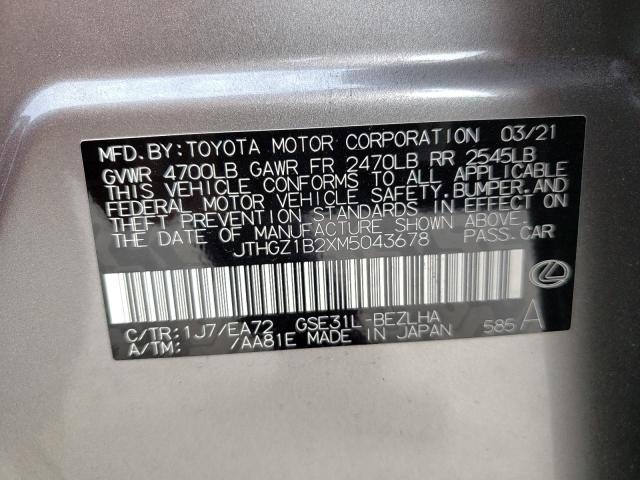 MFD. BY: TOYOTA MOTOR CORPORATION 03/21
GVWR 4700LB GAWR FR 2470LB RR 2545LB
THIS VEHICLE CONFORMS TO ALL APPLICABLE
FEDERAL MOTOR VEHICLE SAFETY, BUMPER, AND
THEFT PREVENTION STANDARDS IN EFFECT ON
THE DATE OF MANUFACTURE SHOWN ABOVE.
JTHGZ1B2XM5043678 PASS. CAR
C/TR: 1J7/EA72 GSE31L-BEZLHA
A/TM: /AA81E MADE IN JAPAN 585 A